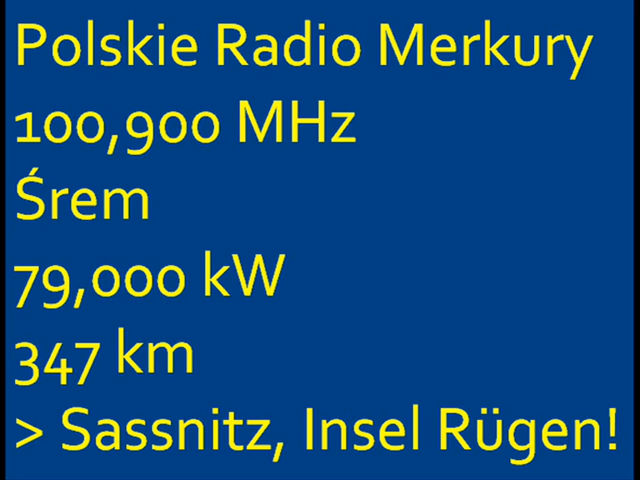 Polskie Radio Merkury
100,900 MHz
Śrem
79,000 kW
347 km
> Sassnitz, Insel Rügen!